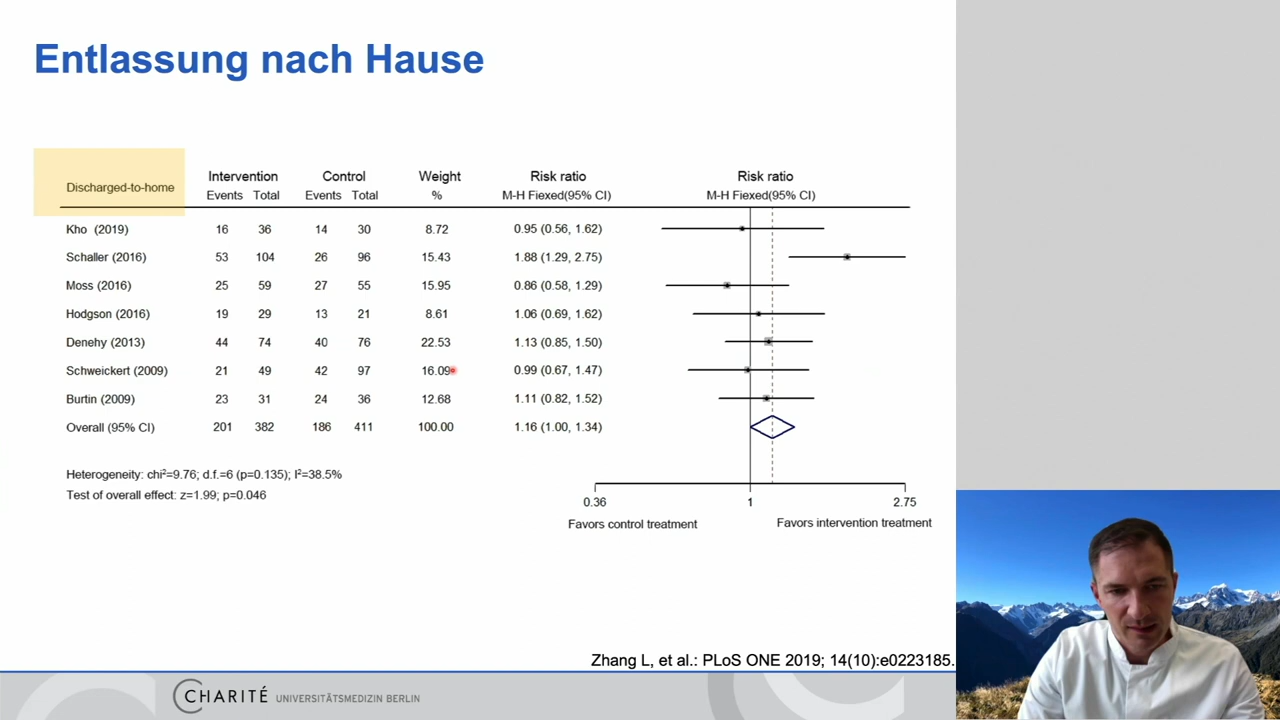 Entlassung nach Hause
Discharged-to-home Intervention Control Weight Risk ratio Risk ratio
Events Total Events Total % M-H Fiexed(95% CI) M-H Fiexed(95% CI)
Kho (2019) 16 36 14 30 8.72 0.95 (0.56, 1.62)
Schaller (2016) 53 104 26 96 15.43 1.88 (1.29, 2.75)
Moss (2016) 25 59 27 55 15.95 0.86 (0.58, 1.29)
Hodgson (2016) 19 29 13 21 8.61 1.06 (0.69, 1.62)
Denehy (2013) 44 74 40 76 22.53 1.13 (0.85, 1.50)
Schweickert (2009) 21 49 42 97 16.09 0.99 (0.67, 1.47)
Burtin (2009) 23 31 24 36 12.68 1.11 (0.82, 1.52)
Overall (95% CI) 201 382 186 411 100.00 1.16 (1.00, 1.34)
Heterogeneity: chi²=9.76; d.f.=6 (p=0.135); I²=38.5%
Test of overall effect: z=1.99; p=0.046
0.36 1 2.75
Favors control treatment Favors intervention treatment
Zhang L, et al.: PLoS ONE 2019; 14(10):e0223185.
CHARITÉ UNIVERSITÄTSMEDIZIN BERLIN